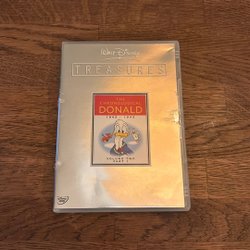 WALT DISNEY
TREASURES
THE
CHRONOLOGICAL
DONALD
VOLUME TWO
DVD